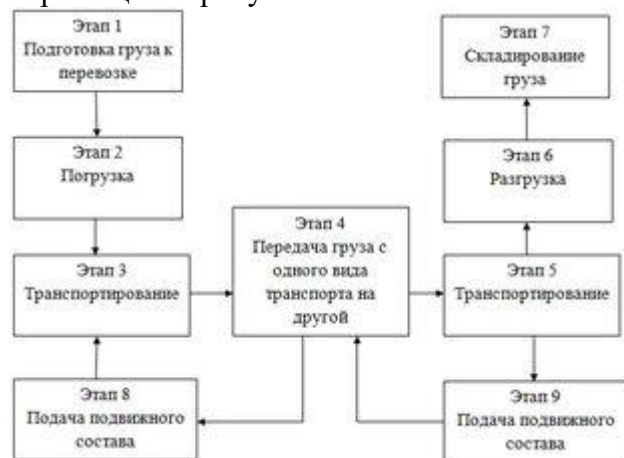 Этап 1
Подготовка груза к
перевозке
Этап 2
Погрузка
Этап 3
Транспортирование
Этап 4
Передача груза с
одного вида
транспорта на
другой
Этап 5
Транспортирование
Этап 6
Разгрузка
Этап 7
Складирование
груза
Этап 8
Подача подвижного
состава
Этап 9
Подача подвижного
состава